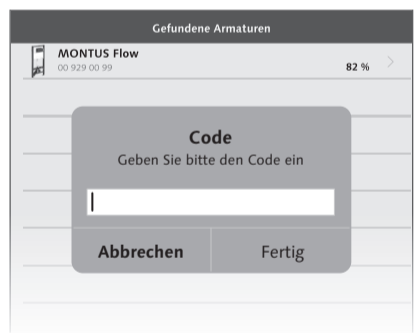 Gefundene Armaturen
MONTUS Flow
00 929 00 99
82 %
Code
Geben Sie bitte den Code ein
Abbrechen
Fertig